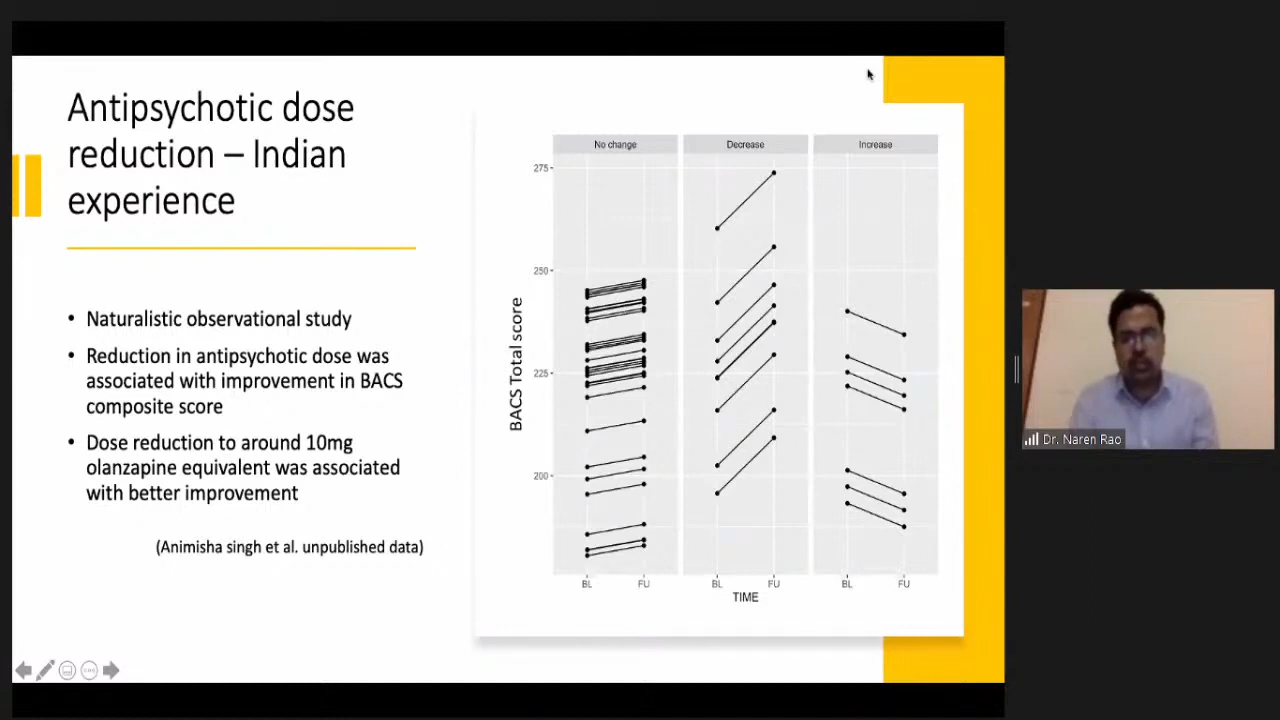 Antipsychotic dose
reduction – Indian
experience
• Naturalistic observational study
• Reduction in antipsychotic dose was
associated with improvement in BACS
composite score
• Dose reduction to around 10mg
olanzapine equivalent was associated
with better improvement
(Animisha singh et al. unpublished data)
No change
Decrease
Increase
BACS Total score
275
250
225
200
BL
FU
BL
FU
BL
FU
TIME
Dr. Naren Rao